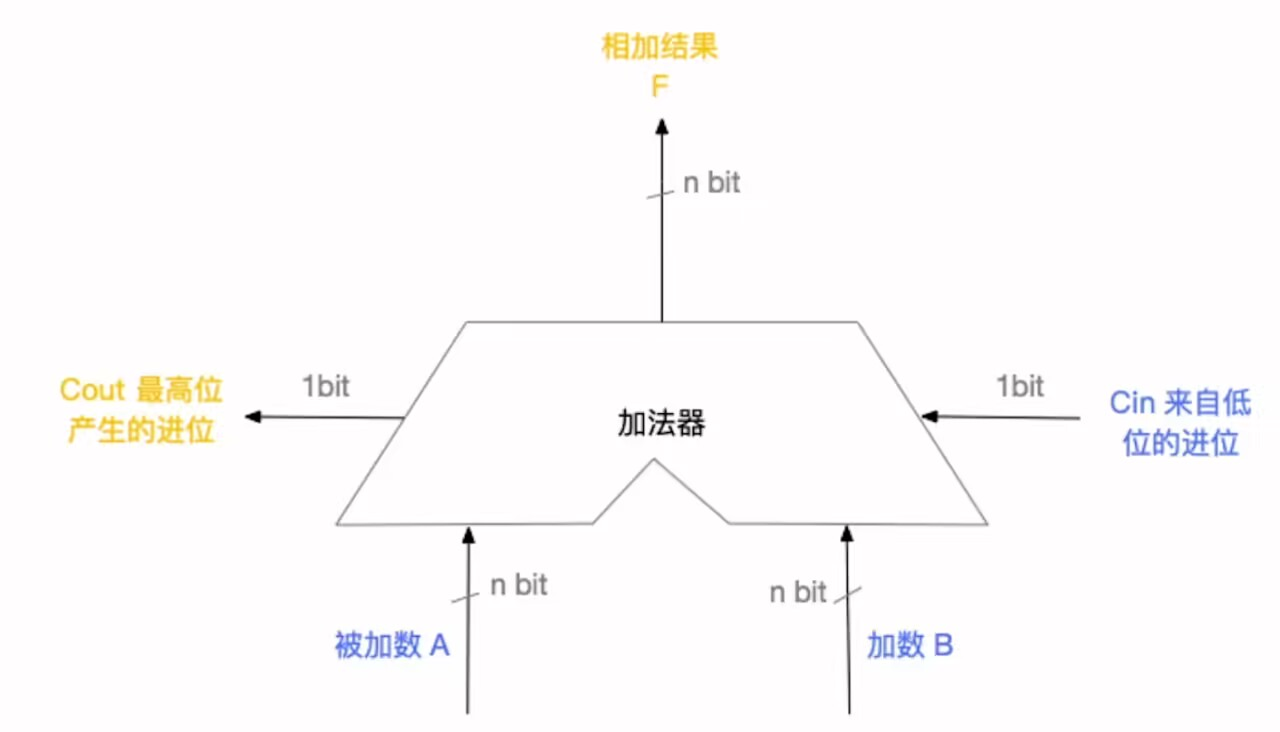 相加结果
F
n bit
Cout 最高位
产生的进位
1bit
加法器
1bit
Cin 来自低
位的进位
n bit
n bit
被加数 A
加数 B